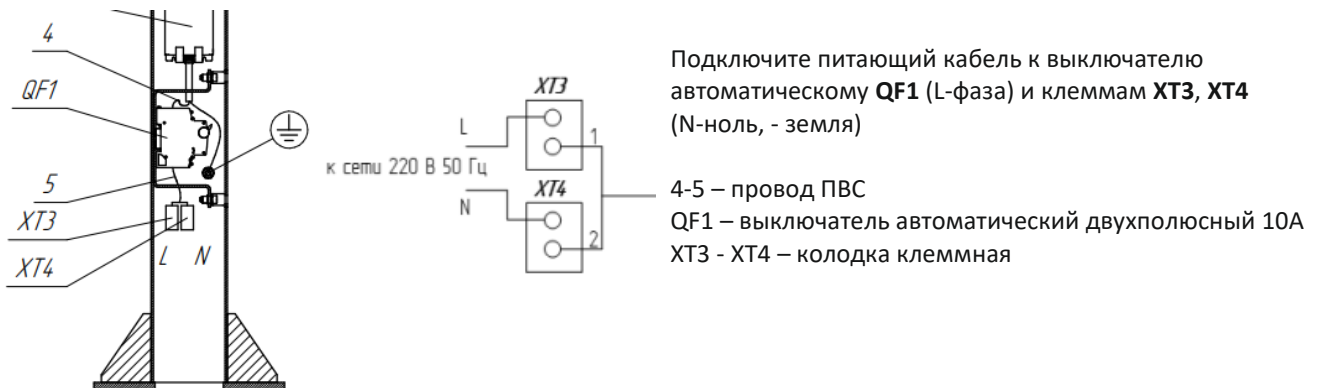 4
QF1
5
XT3
XT4
L N
XT3
L
1
к сети 220 В 50 Гц
XT4
N
2
Подключите питающий кабель к выключателю
автоматическому QF1 (L-фаза) и клеммам XT3, XT4
(N-ноль, - земля)
4-5 – провод ПВС
QF1 – выключатель автоматический двухполюсный 10А
XT3 - XT4 – колодка клеммная